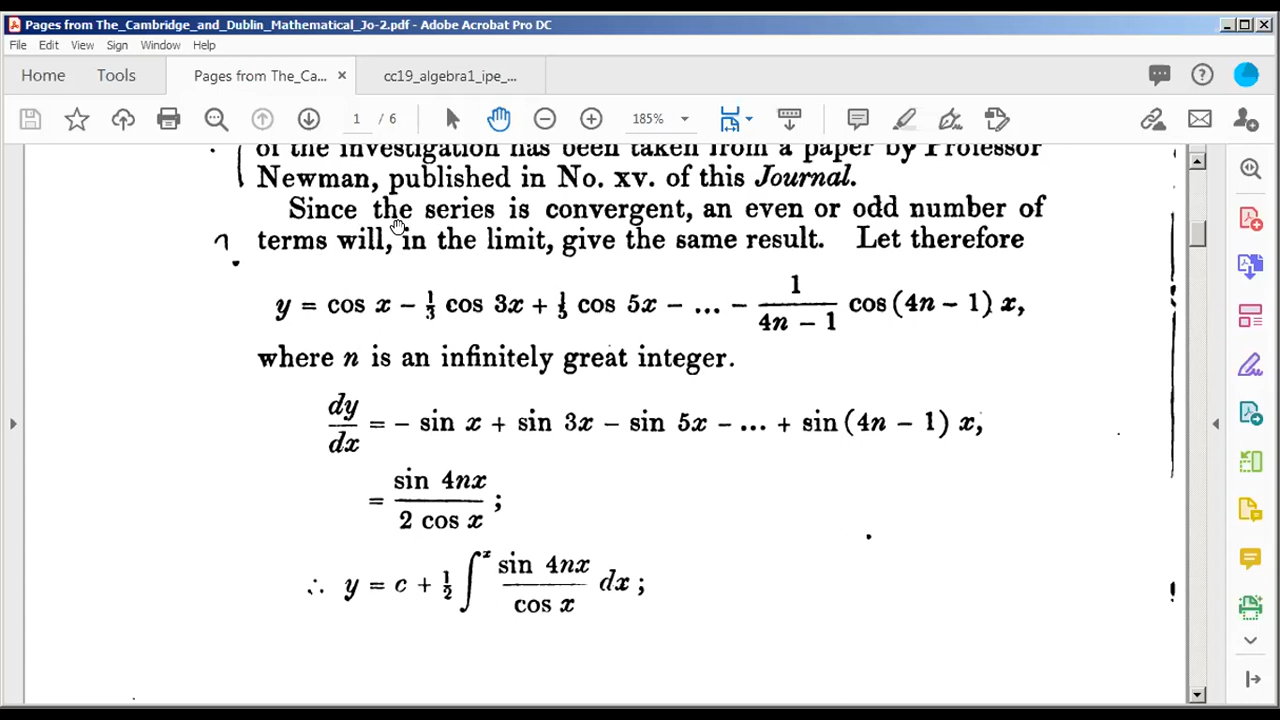 Pages from The_Cambridge_and_Dublin_Mathematical_Jo-2.pdf - Adobe Acrobat Pro DC
File Edit View Sign Window Help
Home Tools Pages from The_Ca... × cc19_algebra1_ipe_...
1 / 6 185%
of the investigation has been taken from a paper by Professor
Newman, published in No. xv. of this Journal.
Since the series is convergent, an even or odd number of
terms will, in the limit, give the same result. Let therefore
y = cos x − 1/3 cos 3x + 1/5 cos 5x − ... − 1/(4n − 1) cos (4n − 1) x,
where n is an infinitely great integer.
dy/dx = − sin x + sin 3x − sin 5x − ... + sin (4n − 1) x,
= sin 4nx / 2 cos x ;
∴ y = c + 1/2 ∫^x sin 4nx / cos x dx ;